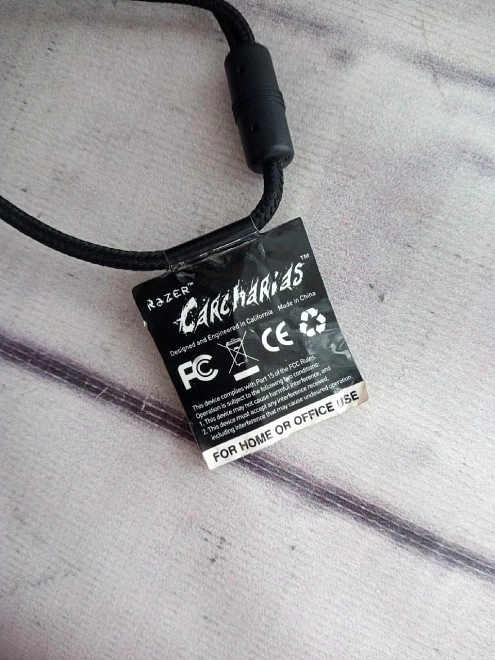 RAZER™ Carcharias™
Designed and Engineered in California Made in China
FC CE
This device complies with Part 15 of the FCC Rules.
Operation is subject to the following two conditions:
1. This device may not cause harmful interference, and
2. This device must accept any interference received,
including interference that may cause undesired operation.
FOR HOME OR OFFICE USE